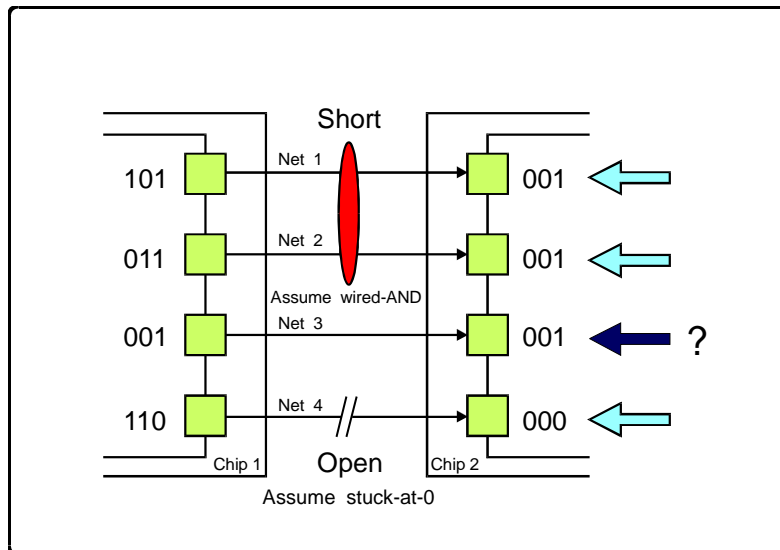 Short
101 Net 1 001
011 Net 2 001
Assume wired-AND
001 Net 3 001 ?
110 Net 4 000
Chip 1 Open Chip 2
Assume stuck-at-0